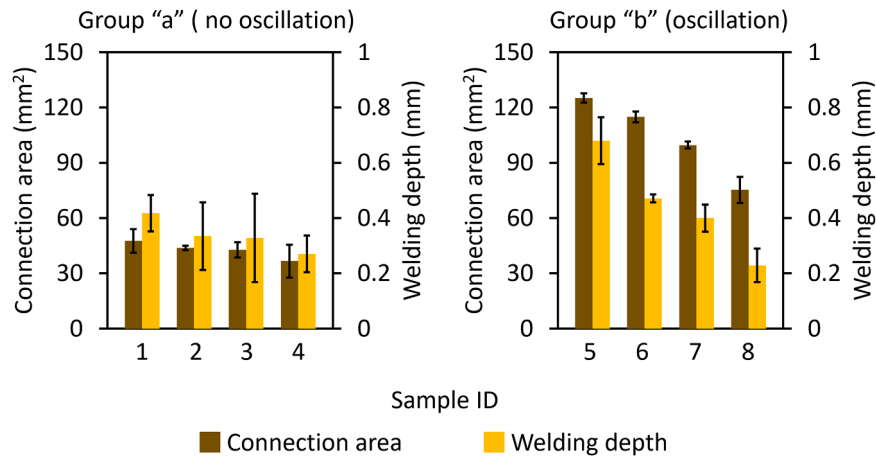 Group “a” ( no oscillation)
Group “b” (oscillation)
Connection area (mm²)
150
120
90
60
30
0
1
0.8
0.6
0.4
0.2
0
Welding depth (mm)
1 2 3 4
Connection area (mm²)
150
120
90
60
30
0
1
0.8
0.6
0.4
0.2
0
Welding depth (mm)
5 6 7 8
Sample ID
Connection area
Welding depth